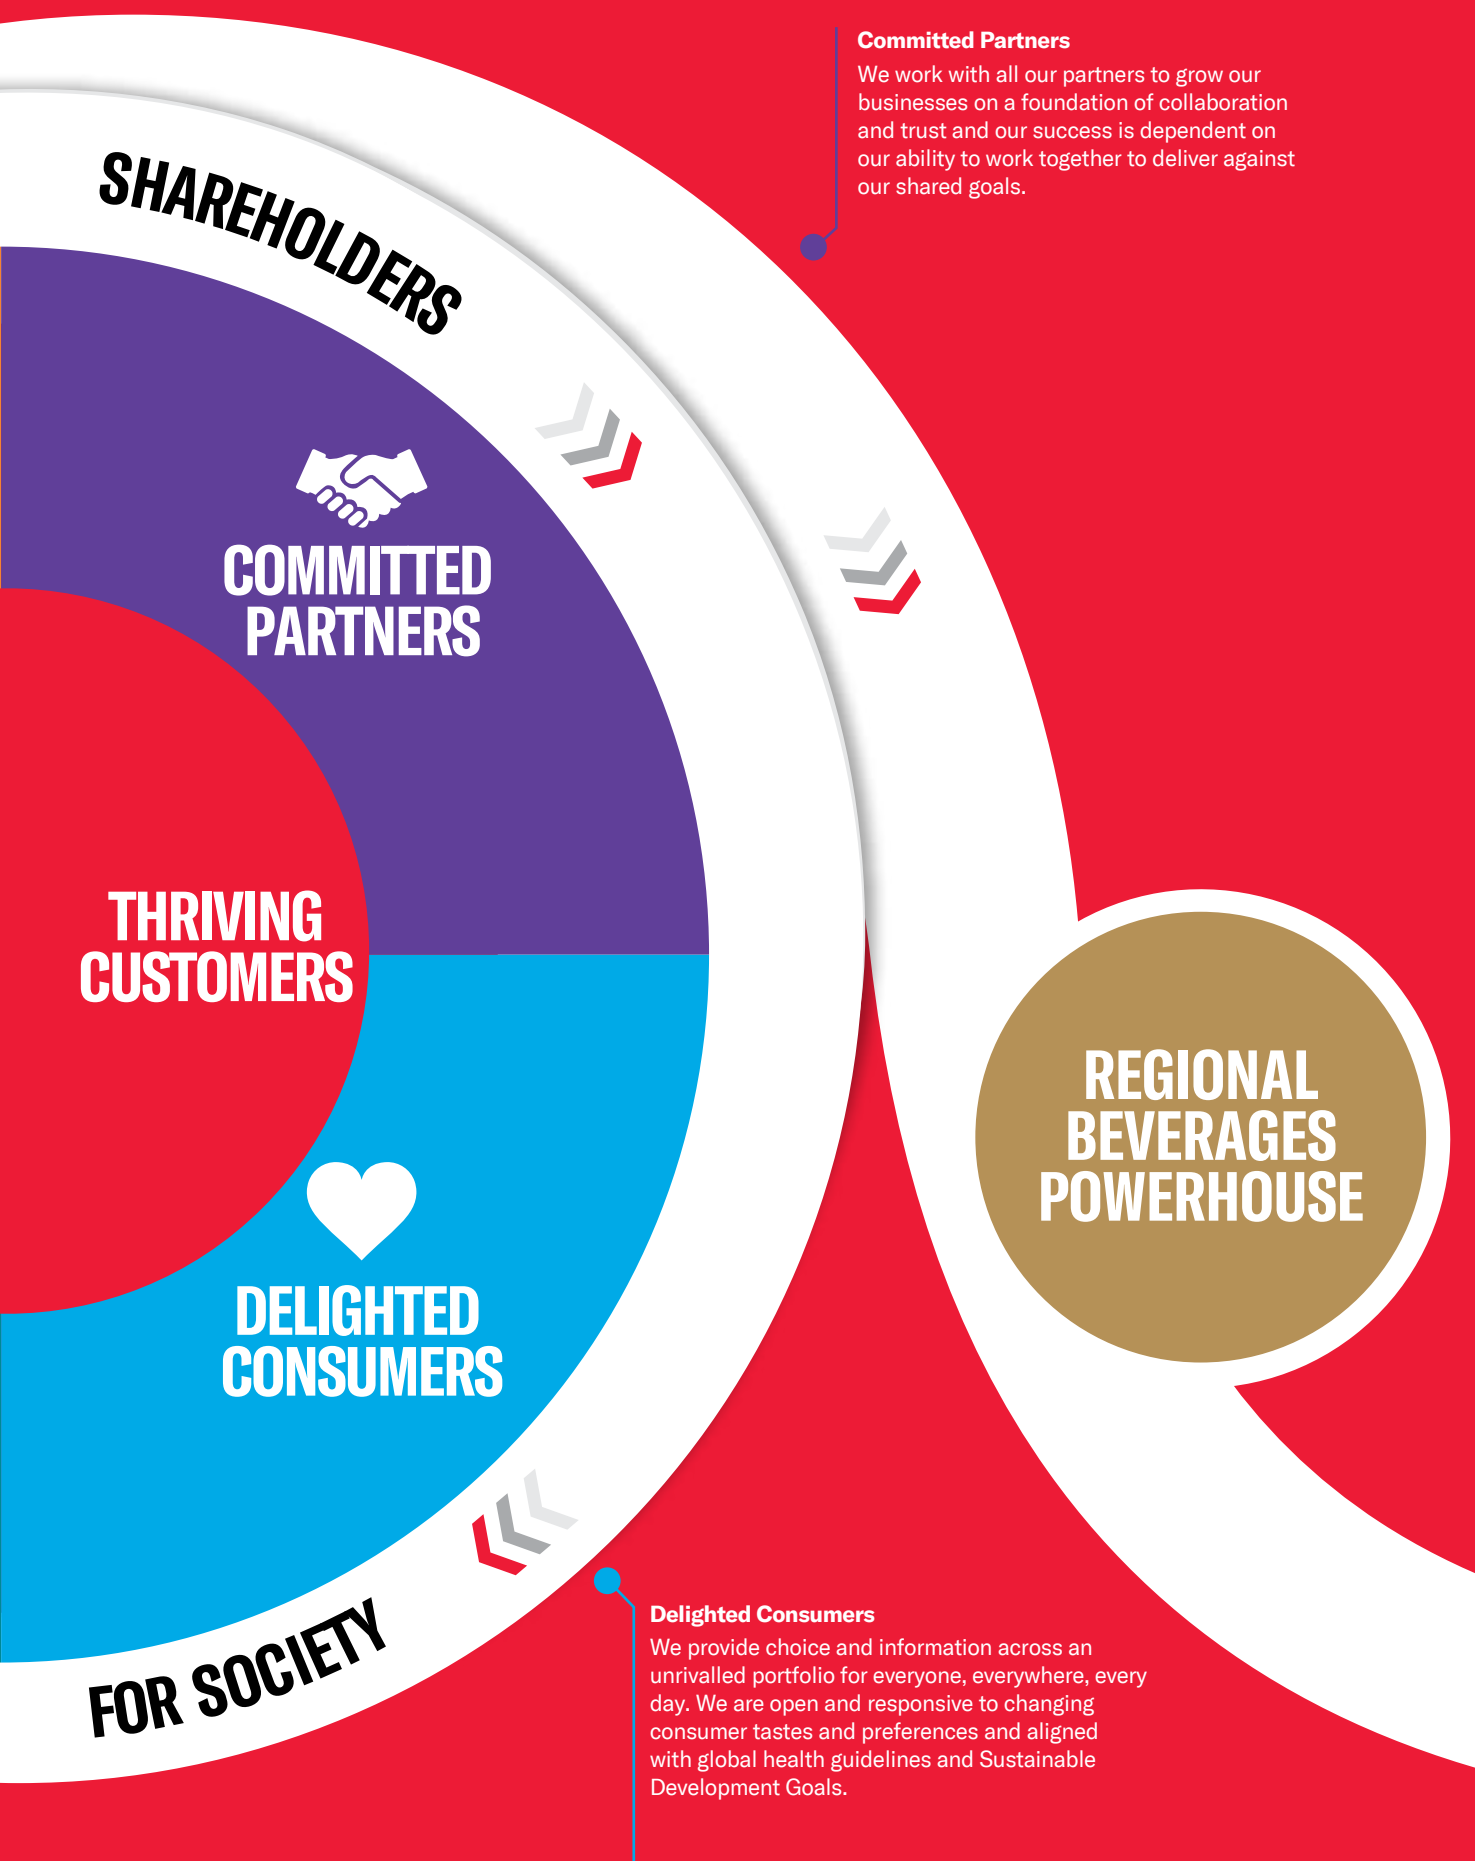 Committed Partners
We work with all our partners to grow our
businesses on a foundation of collaboration
and trust and our success is dependent on
our ability to work together to deliver against
our shared goals.
SHAREHOLDERS
COMMITTED
PARTNERS
THRIVING
CUSTOMERS
REGIONAL
BEVERAGES
POWERHOUSE
DELIGHTED
CONSUMERS
FOR SOCIETY
Delighted Consumers
We provide choice and information across an
unrivalled portfolio for everyone, everywhere, every
day. We are open and responsive to changing
consumer tastes and preferences and aligned
with global health guidelines and Sustainable
Development Goals.